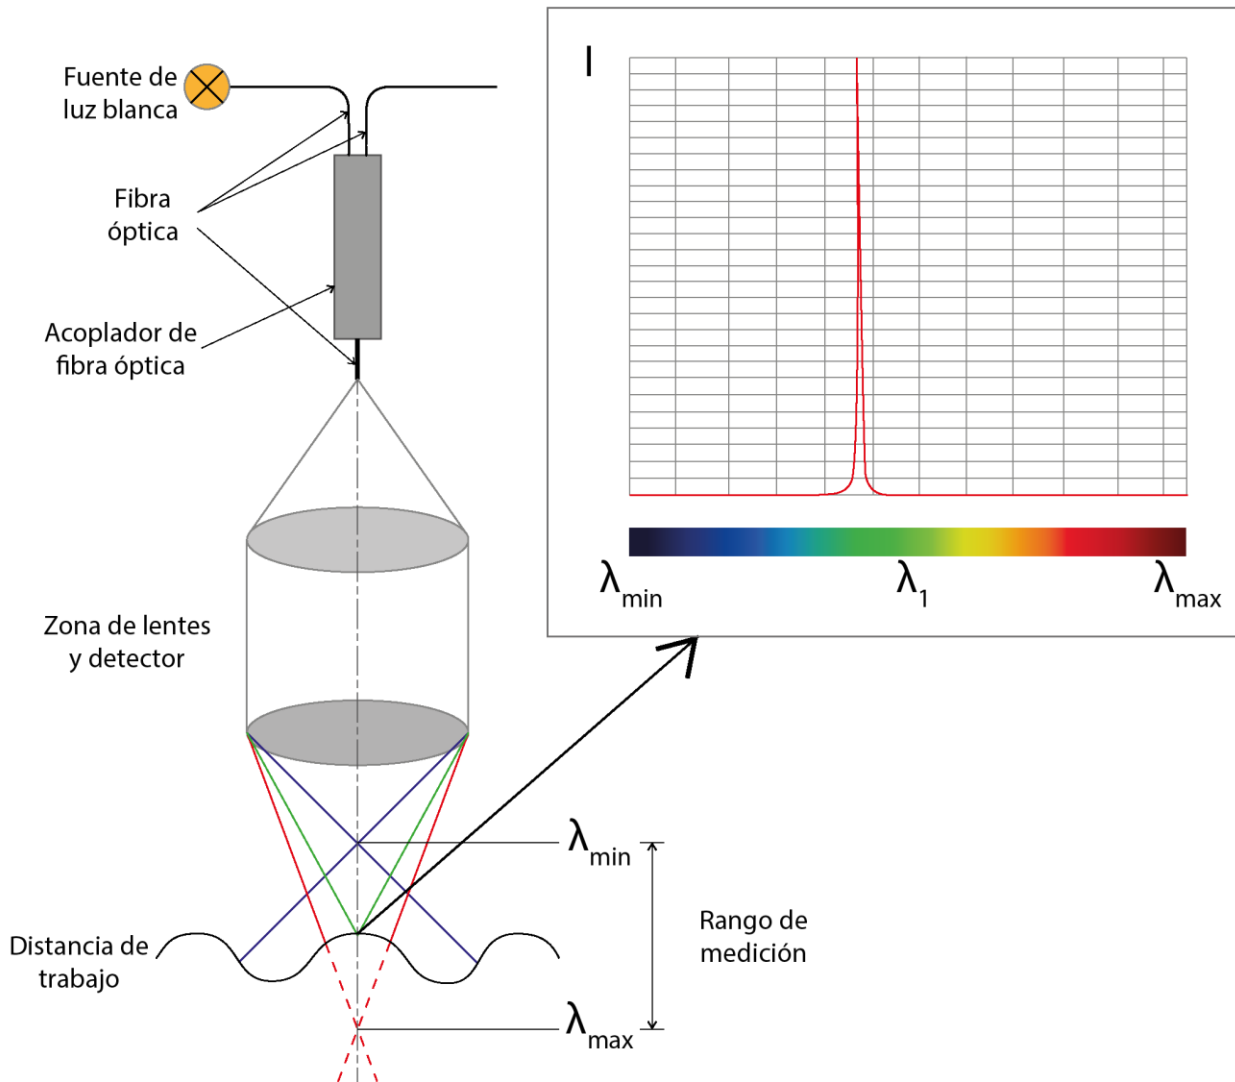 Fuente de
luz blanca
Fibra
óptica
Acoplador de
fibra óptica
Zona de lentes
y detector
Distancia de
trabajo
I
λmin
λ1
λmax
λmin
Rango de
medición
λmax